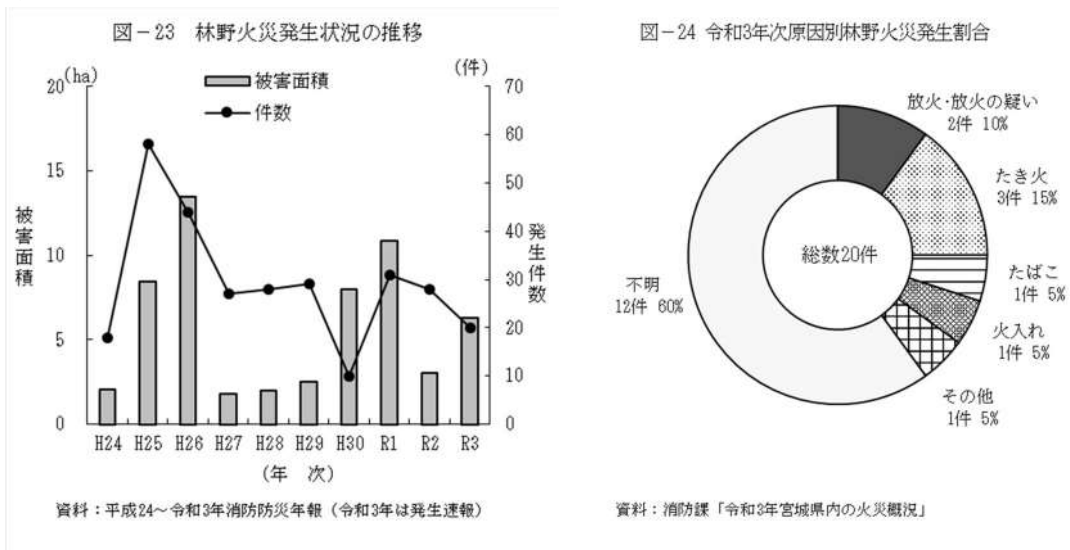 図－23 林野火災発生状況の推移
(ha)
(件)
被害面積
件数
20
15
10
5
0
70
60
50
40
30
20
10
0
被害面積
発生件数
H24 H25 H26 H27 H28 H29 H30 R1 R2 R3
(年 次)
資料：平成24～令和3年消防防災年報（令和3年は発生速報）
図－24 令和3年次原因別林野火災発生割合
放火・放火の疑い
2件 10%
たき火
3件 15%
たばこ
1件 5%
火入れ
1件 5%
その他
1件 5%
不明
12件 60%
総数20件
資料：消防課「令和3年宮城県内の火災概況」